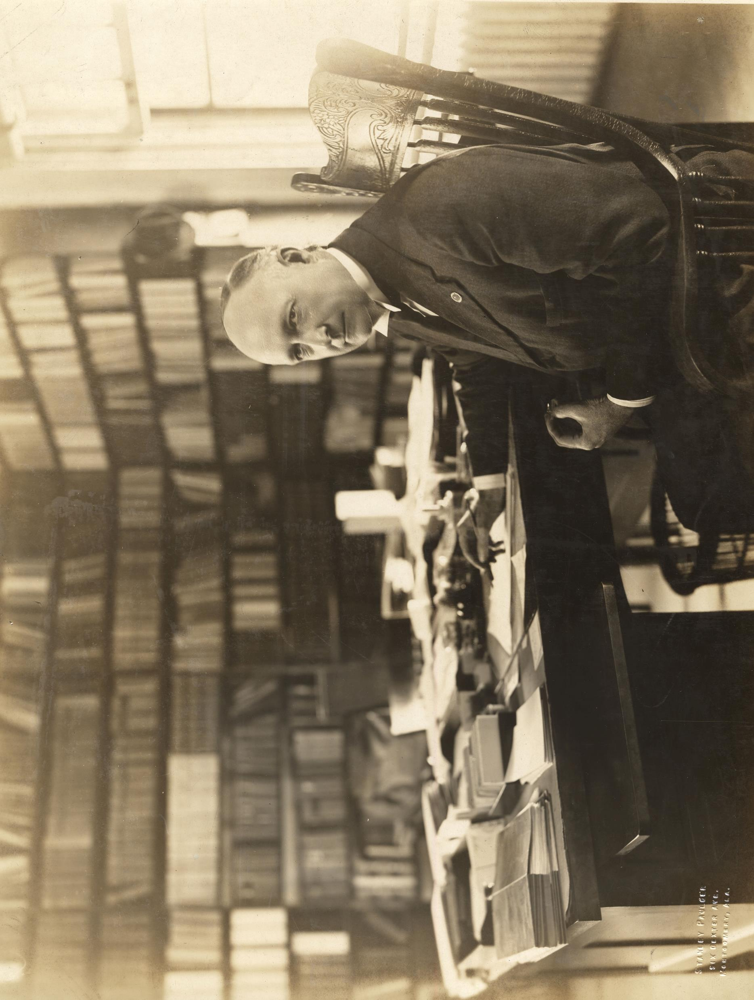 STANLEY PAULGER
SIX DEXTER AVE.
MONTGOMERY, ALA.